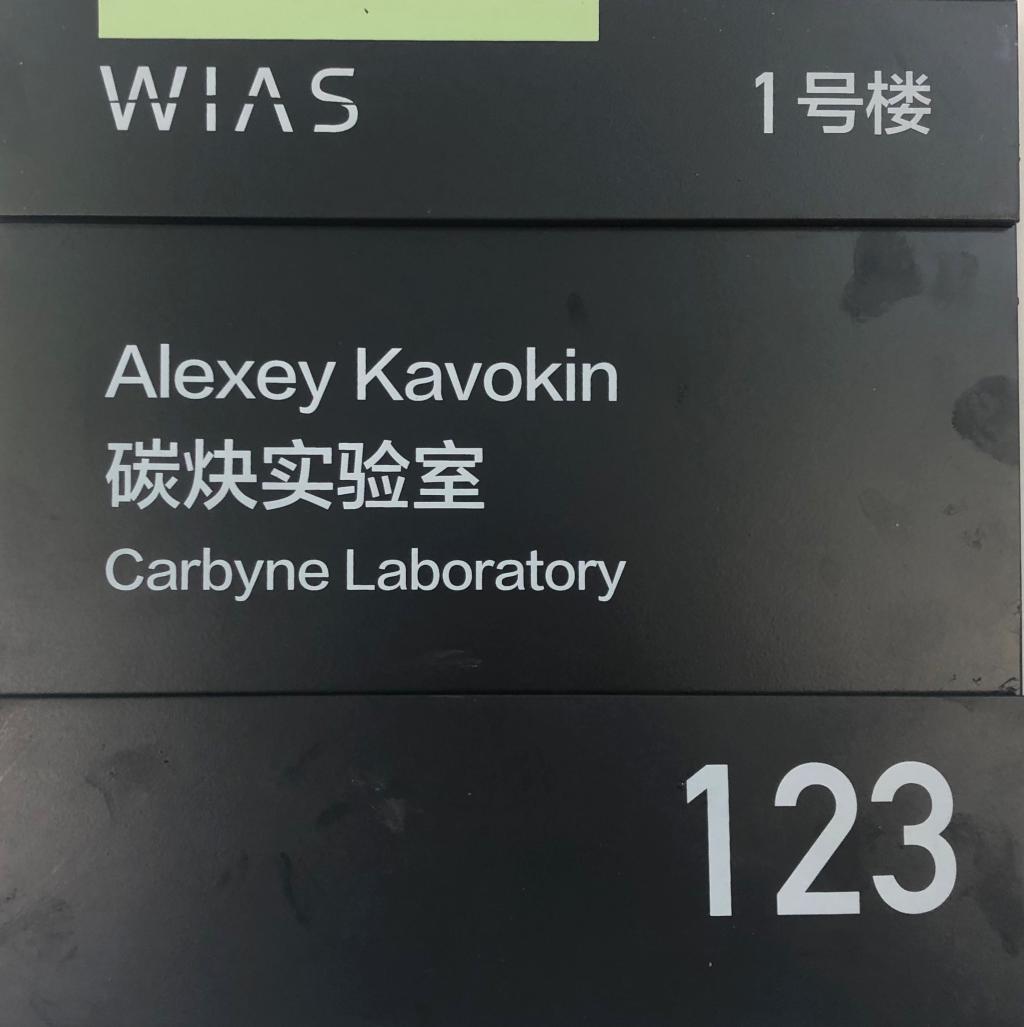 WIAS
1号楼
Alexey Kavokin
碳炔实验室
Carbyne Laboratory
123